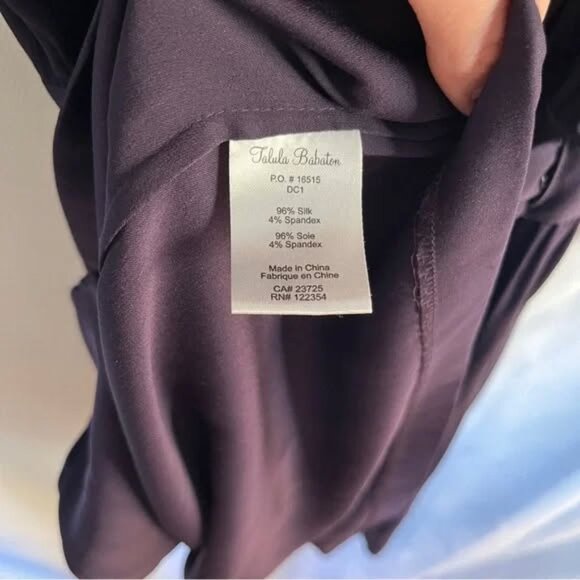 Talula Babaton
P.O. # 16515
DC1
96% Silk
4% Spandex
96% Soie
4% Spandex
Made in China
Fabrique en Chine
CA# 23725
RN# 122354